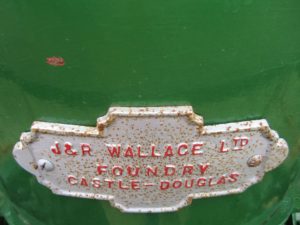 J & R WALLACE LTD
FOUNDRY
CASTLE-DOUGLAS